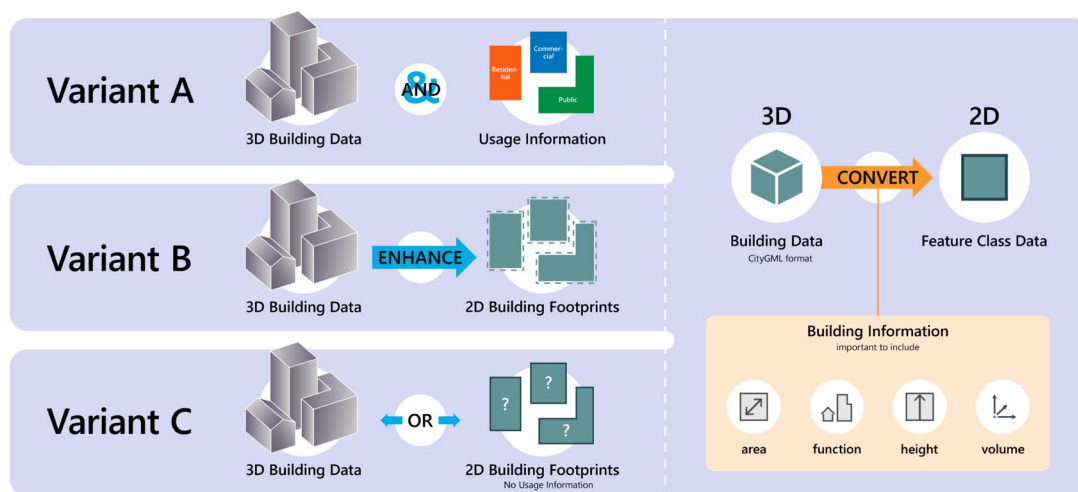 Variant A
3D Building Data
&
AND
Residen-
tial
Commer-
cial
Public
Usage Information
Variant B
3D Building Data
ENHANCE
2D Building Footprints
Variant C
3D Building Data
OR
?
?
?
2D Building Footprints
No Usage Information
3D
2D
CONVERT
Building Data
CityGML format
Feature Class Data
Building Information
important to include
area
function
height
volume